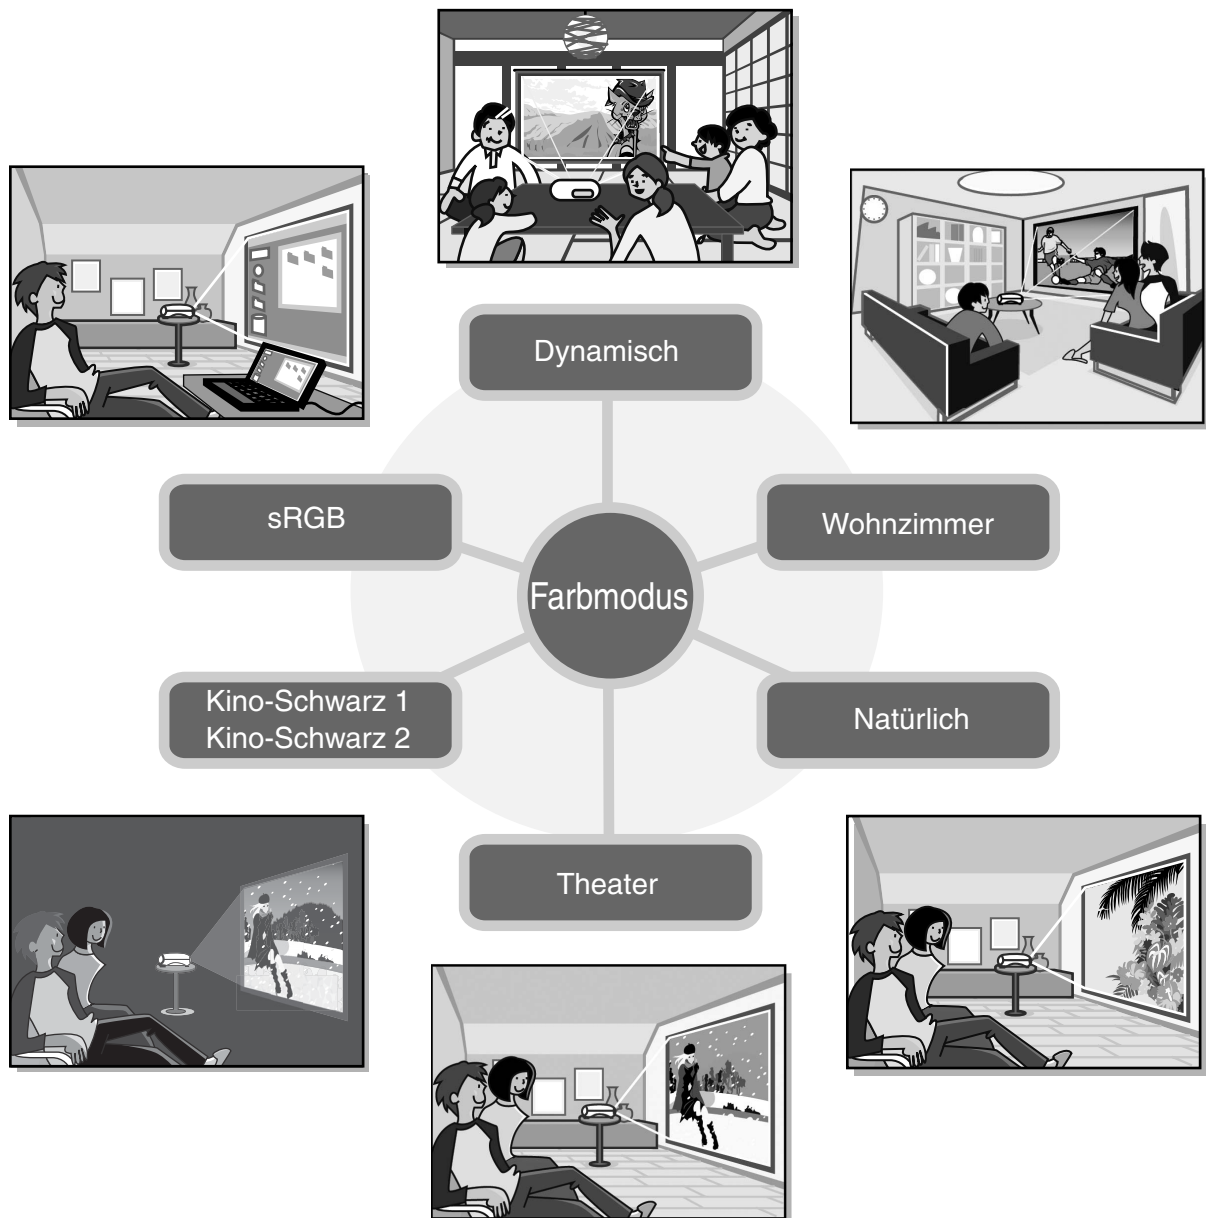 Dynamisch
sRGB
Wohnzimmer
Farbmodus
Kino-Schwarz 1
Kino-Schwarz 2
Natürlich
Theater